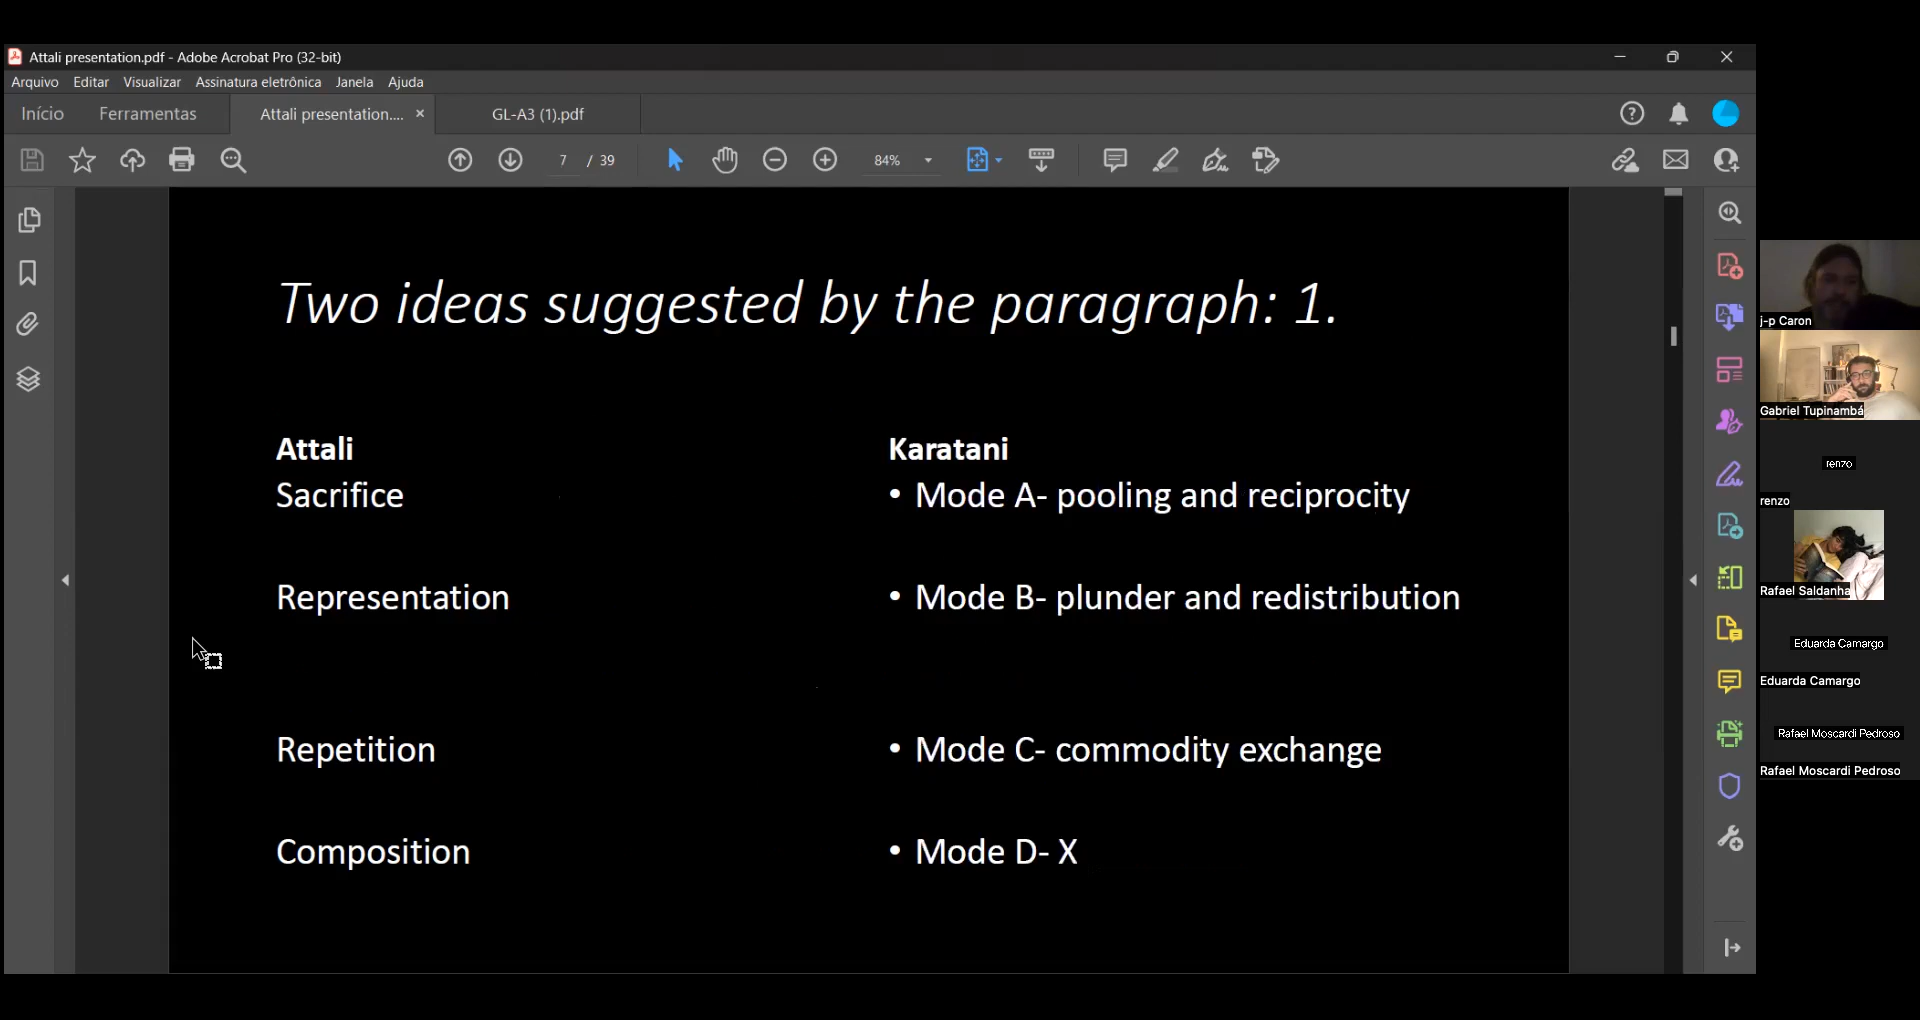 Attali presentation.pdf - Adobe Acrobat Pro (32-bit)
Arquivo Editar Visualizar Assinatura eletrônica Janela Ajuda
Início Ferramentas Attali presentation.... × GL-A3 (1).pdf
7 / 39 84%
Two ideas suggested by the paragraph: 1.
Attali
Sacrifice
Representation
Repetition
Composition
Karatani
• Mode A- pooling and reciprocity
• Mode B- plunder and redistribution
• Mode C- commodity exchange
• Mode D- X
j-p Caron
Gabriel Tupinambá
renzo
renzo
Rafael Saldanha
Eduarda Camargo
Eduarda Camargo
Rafael Moscardi Pedroso
Rafael Moscardi Pedroso